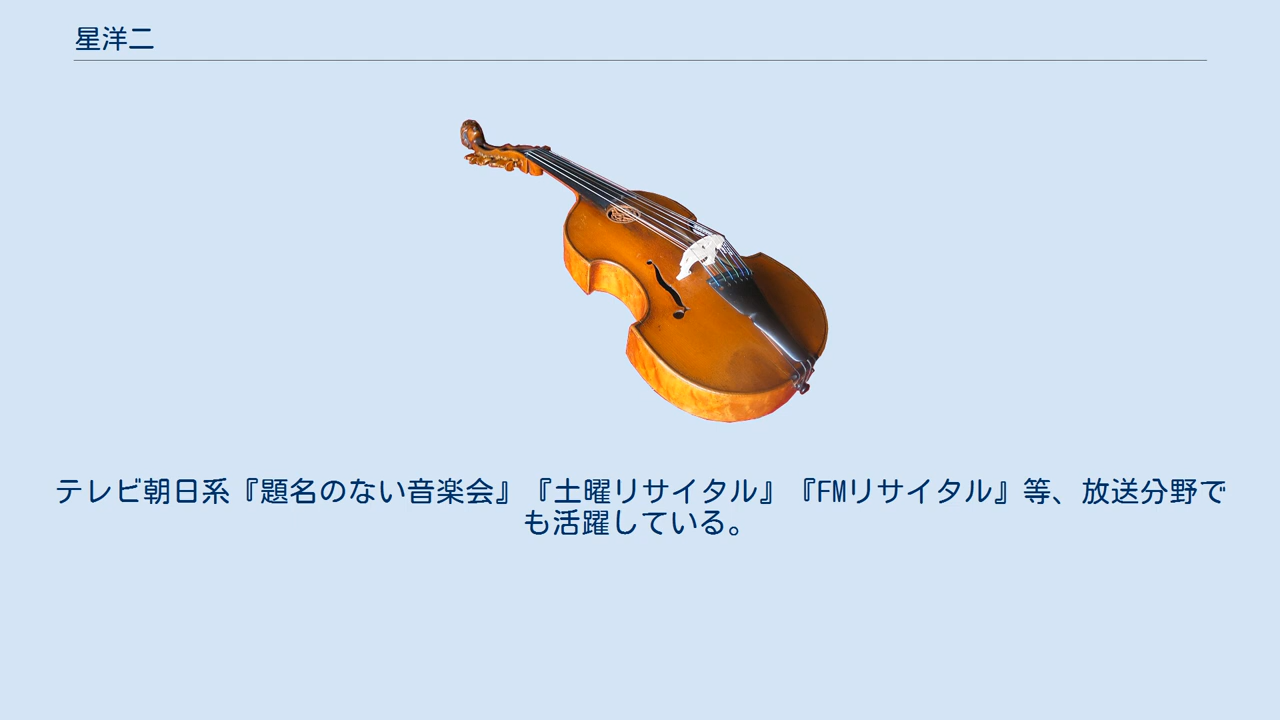 星洋二
テレビ朝日系『題名のない音楽会』『土曜リサイタル』『FMリサイタル』等、放送分野で
も活躍している。